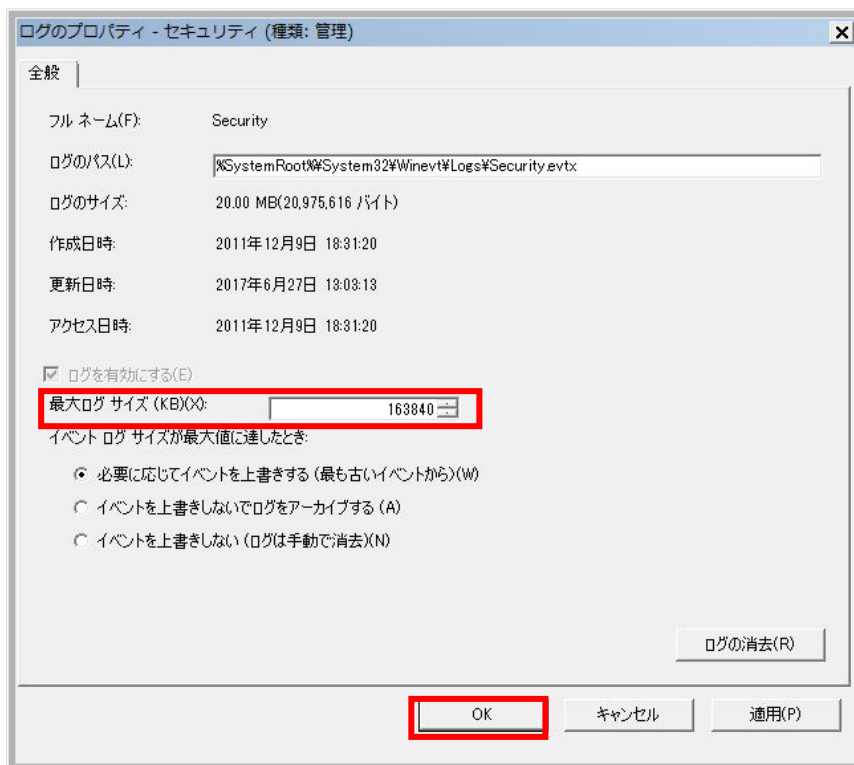 ログのプロパティ - セキュリティ (種類: 管理)
全般
フル ネーム(F): Security
ログのパス(L): %SystemRoot%¥System32¥Winevt¥Logs¥Security.evtx
ログのサイズ: 20.00 MB(20,975,616 バイト)
作成日時: 2011年12月9日 18:31:20
更新日時: 2017年6月27日 13:03:13
アクセス日時: 2011年12月9日 18:31:20
ログを有効にする(E)
最大ログ サイズ (KB)(X): 163840
イベント ログ サイズが最大値に達したとき:
必要に応じてイベントを上書きする (最も古いイベントから)(W)
イベントを上書きしないでログをアーカイブする (A)
イベントを上書きしない (ログは手動で消去)(N)
ログの消去(R)
OK キャンセル 適用(P)